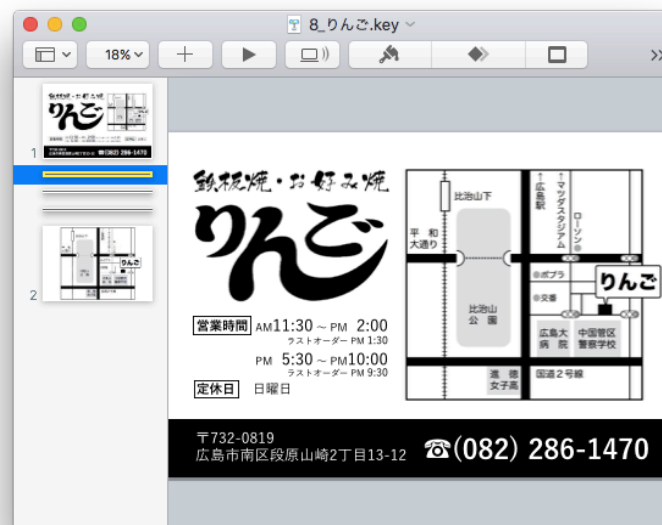 8_りんご.key
18%
1
2
鉄板焼・お好み焼
りんご
営業時間 AM11:30 ~ PM 2:00
ラストオーダー PM 1:30
PM 5:30 ~ PM10:00
ラストオーダー PM 9:30
定休日 日曜日
比治山下
↑広島駅
↑マツダスタジアム
ローソン◎
平和大通り
◎ポプラ
◎交番
りんご
比治山公園
広島大病院
中国管区警察学校
進徳女子高
国道2号線
〒732-0819
広島市南区段原山崎2丁目13-12
☎(082) 286-1470